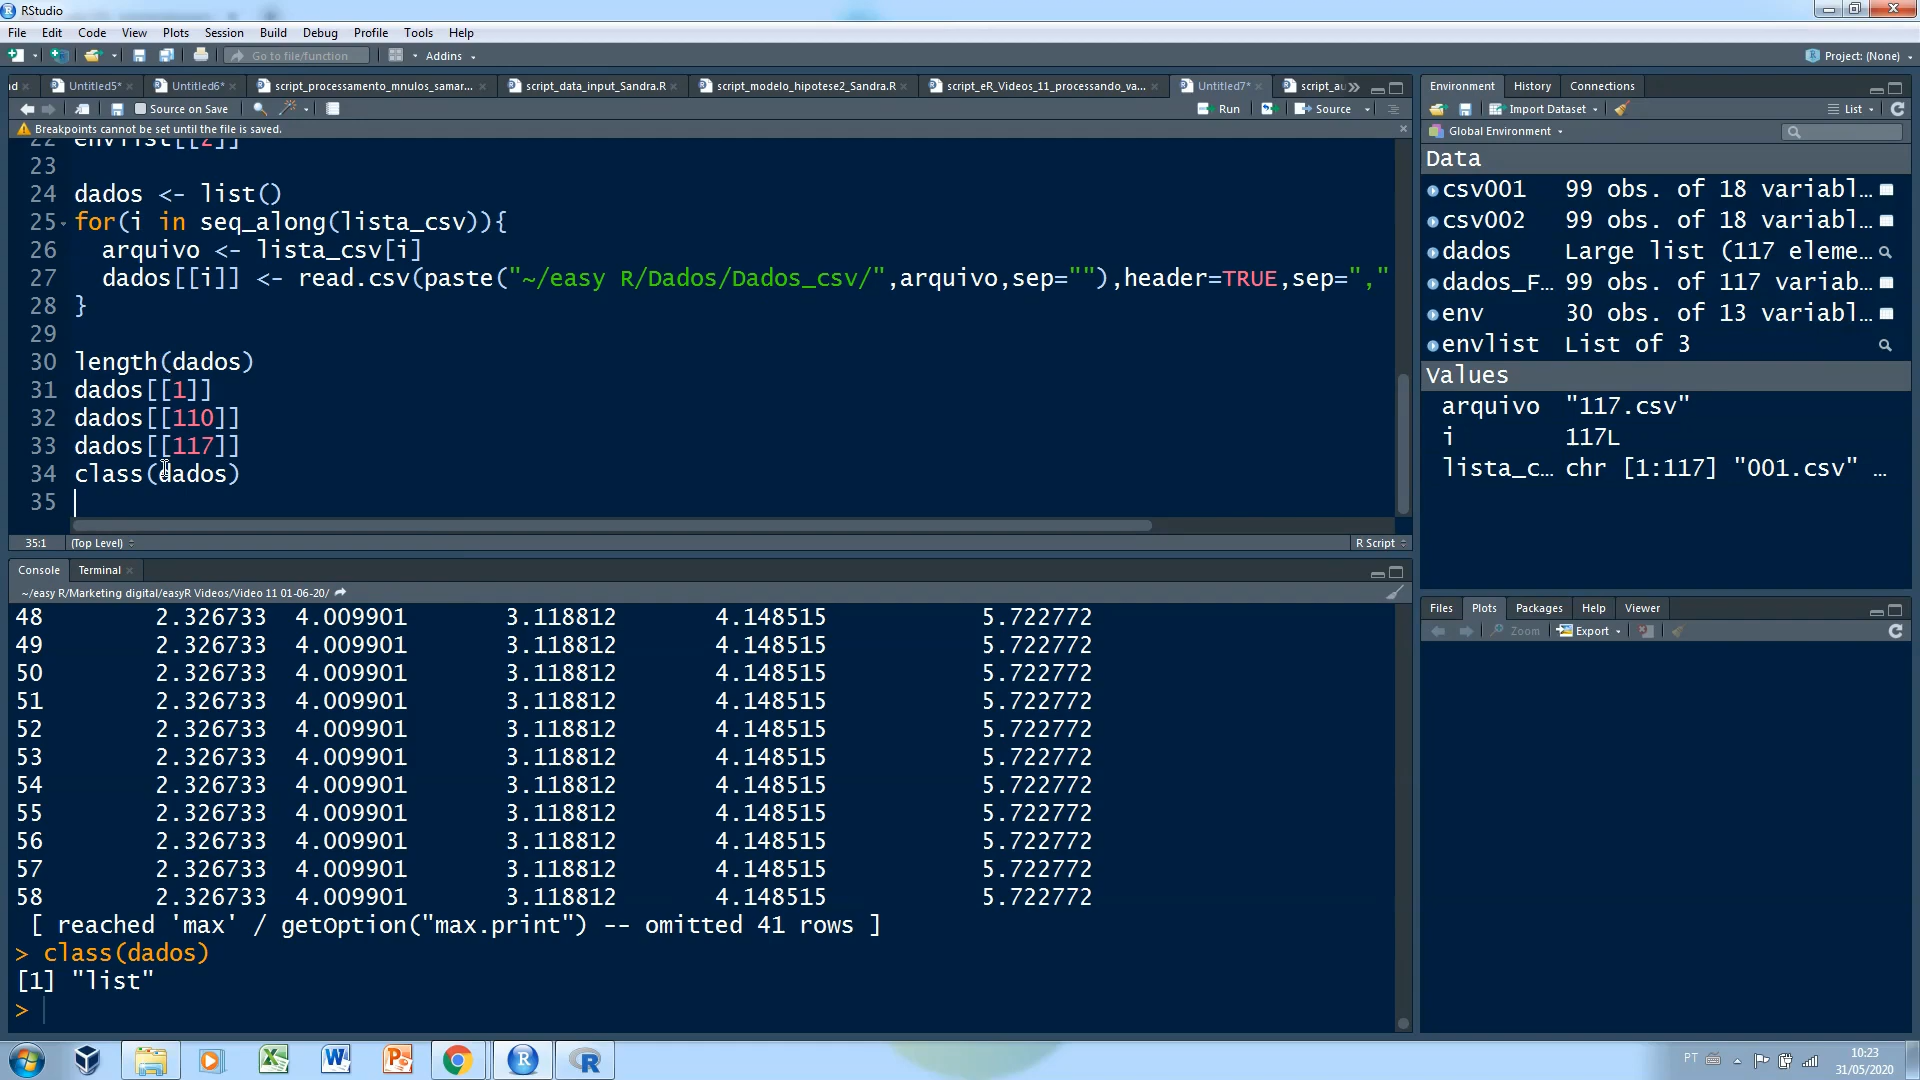 RStudio
File Edit Code View Plots Session Build Debug Profile Tools Help
Go to file/function Addins Project: (None)
nd Untitled5* Untitled6* script_processamento_mnulos_samar... script_data_input_Sandra.R script_modelo_hipotese2_Sandra.R script_eR_Videos_11_processando_va... Untitled7* script_au
Source on Save Run Source
Breakpoints cannot be set until the file is saved.
22 envlist[[2]]
23
24 dados <- list()
25 for(i in seq_along(lista_csv)){
26 arquivo <- lista_csv[i]
27 dados[[i]] <- read.csv(paste("~/easy R/Dados/Dados_csv/",arquivo,sep=""),header=TRUE,sep=","
28 }
29
30 length(dados)
31 dados[[1]]
32 dados[[110]]
33 dados[[117]]
34 class(dados)
35
35:1 (Top Level) R Script
Console Terminal
~/easy R/Marketing digital/easyR Videos/Video 11 01-06-20/
48 2.326733 4.009901 3.118812 4.148515 5.722772
49 2.326733 4.009901 3.118812 4.148515 5.722772
50 2.326733 4.009901 3.118812 4.148515 5.722772
51 2.326733 4.009901 3.118812 4.148515 5.722772
52 2.326733 4.009901 3.118812 4.148515 5.722772
53 2.326733 4.009901 3.118812 4.148515 5.722772
54 2.326733 4.009901 3.118812 4.148515 5.722772
55 2.326733 4.009901 3.118812 4.148515 5.722772
56 2.326733 4.009901 3.118812 4.148515 5.722772
57 2.326733 4.009901 3.118812 4.148515 5.722772
58 2.326733 4.009901 3.118812 4.148515 5.722772
[ reached 'max' / getOption("max.print") -- omitted 41 rows ]
> class(dados)
[1] "list"
>
Environment History Connections
Import Dataset List
Global Environment
Data
csv001 99 obs. of 18 variabl...
csv002 99 obs. of 18 variabl...
dados Large list (117 eleme...
dados_F... 99 obs. of 117 variab...
env 30 obs. of 13 variabl...
envlist List of 3
Values
arquivo "117.csv"
i 117L
lista_c... chr [1:117] "001.csv" ...
Files Plots Packages Help Viewer
Zoom Export
PT 10:23
31/05/2020